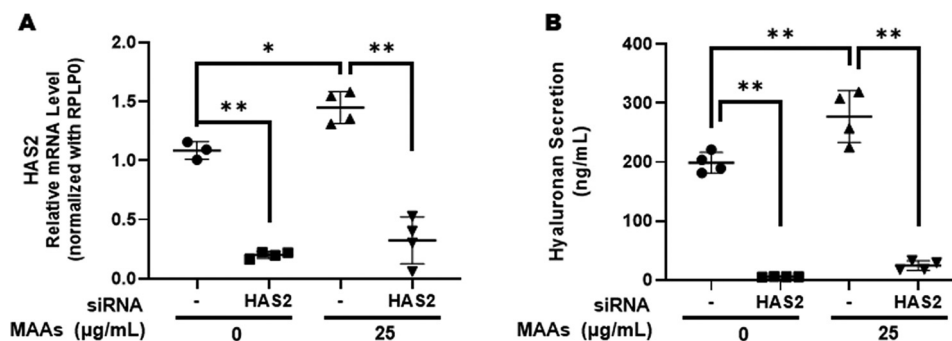 A
HAS2
Relative mRNA Level
(normalized with RPLP0)
2.0
1.5
1.0
0.5
0.0
*
**
**
siRNA
- HAS2 - HAS2
MAAs (µg/mL)
0 25
B
Hyaluronan Secretion
(ng/mL)
400
300
200
100
0
**
**
**
siRNA
- HAS2 - HAS2
MAAs (µg/mL)
0 25